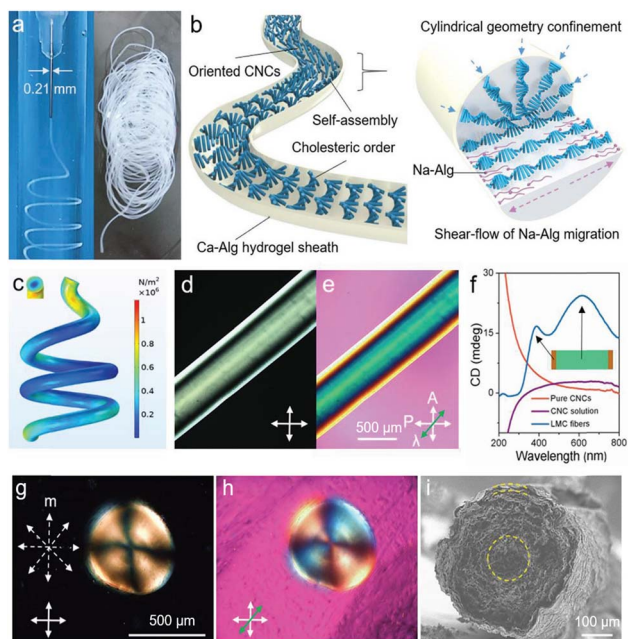 a
0.21 mm
b
Oriented CNCs
Self-assembly
Cholesteric order
Ca-Alg hydrogel sheath
Cylindrical geometry confinement
Na-Alg
Shear-flow of Na-Alg migration
c
N/m²
×10⁶
1
0.8
0.6
0.4
0.2
d
e
A
P
λ
500 µm
f
CD (mdeg)
30
15
0
Pure CNCs
CNC solution
LMC fibers
200 400 600 800
Wavelength (nm)
g
m
500 µm
h
i
100 µm